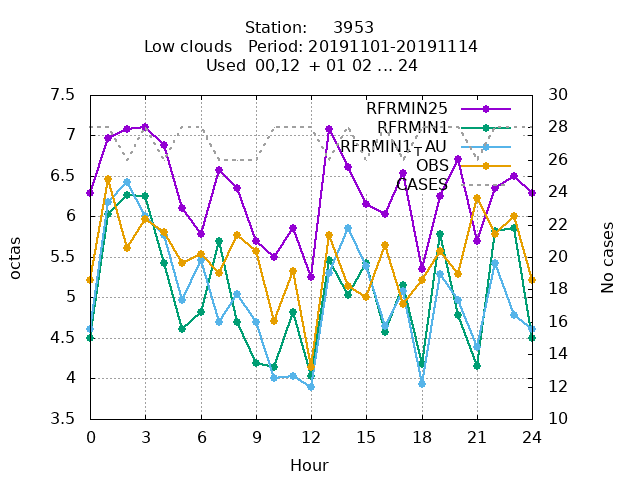 Station: 3953
Low clouds Period: 20191101-20191114
Used 00,12 + 01 02 ... 24
7.5
7
6.5
6
5.5
5
4.5
4
3.5
30
28
26
24
22
20
18
16
14
12
10
RFRMIN25
RFRMIN1
RFRMIN1-AU
OBS
CASES
octas
No cases
0 3 6 9 12 15 18 21 24
Hour